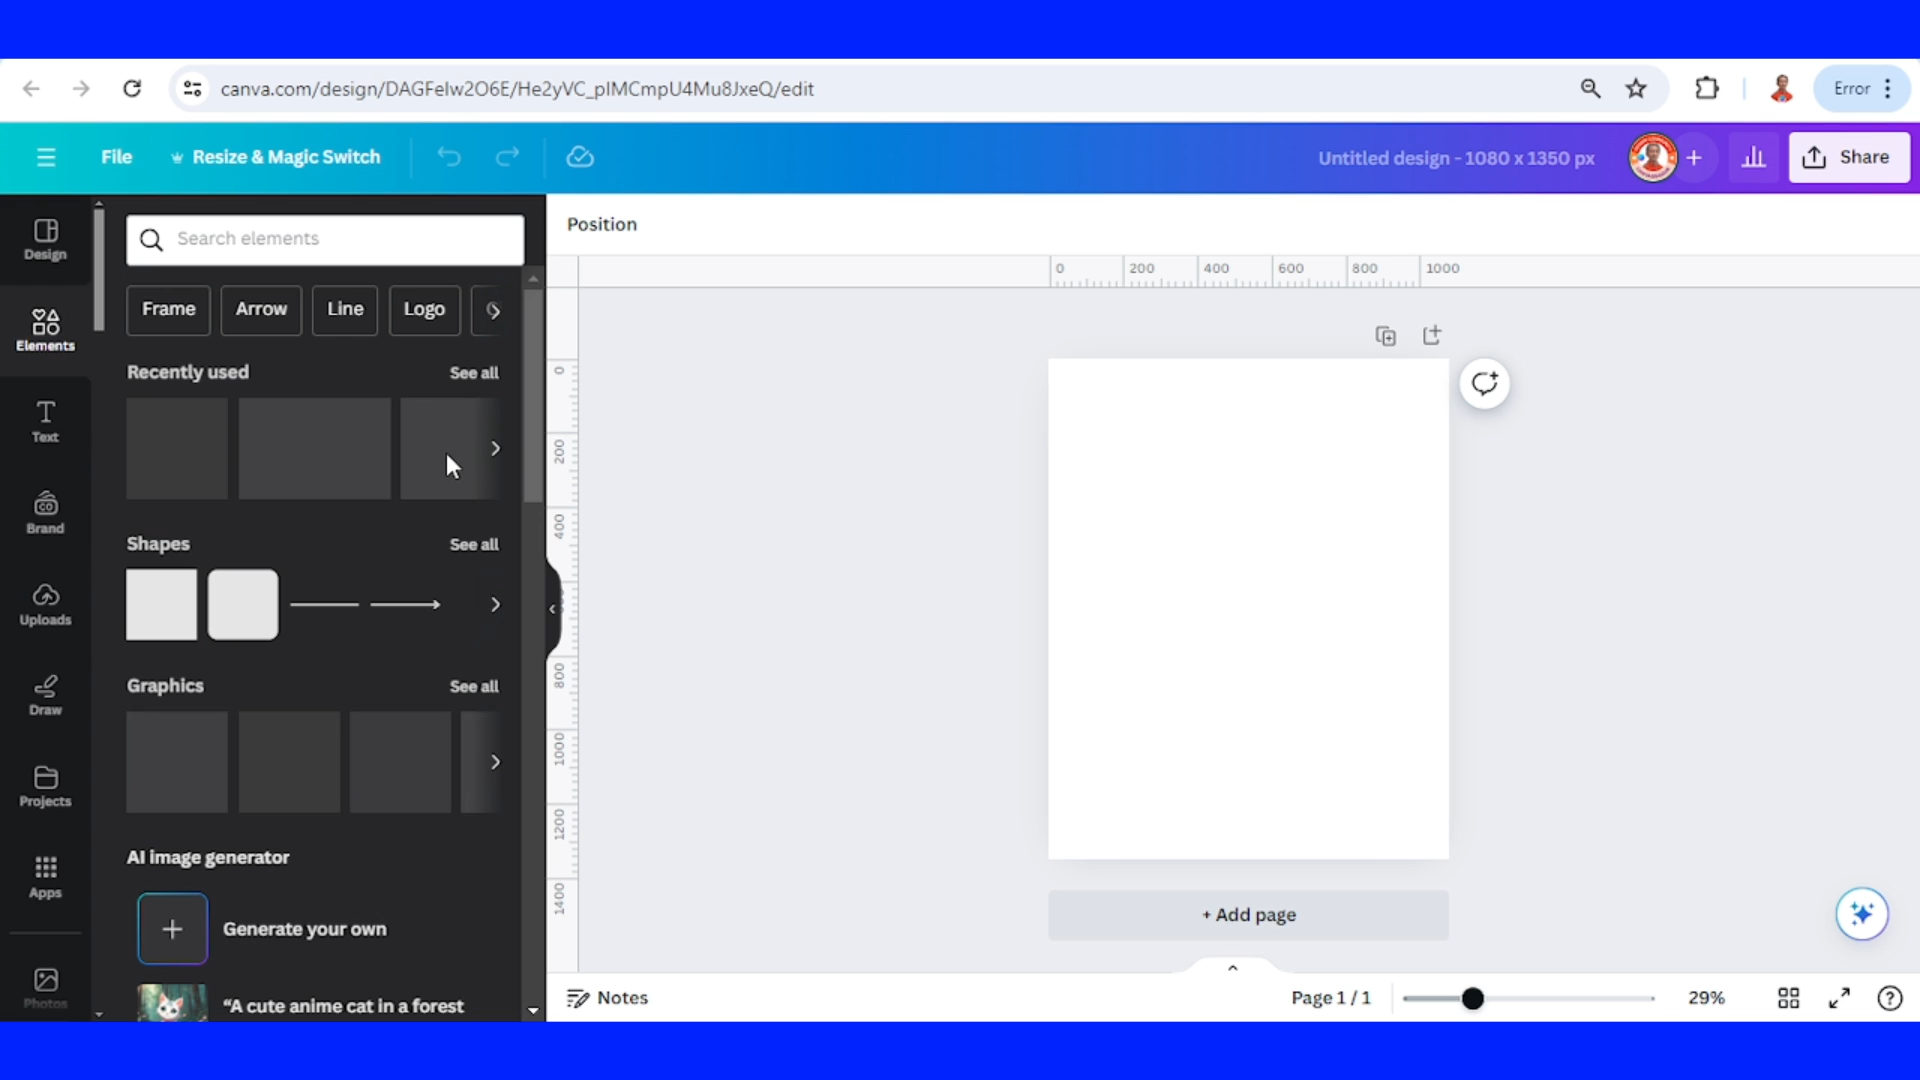 canva.com/design/DAGFeIw2O6E/He2yVC_pIMCmpU4Mu8JxeQ/edit
Error
File
Resize & Magic Switch
Untitled design - 1080 x 1350 px
Share
Design
Elements
Text
Brand
Uploads
Draw
Projects
Apps
Photos
Search elements
Frame
Arrow
Line
Logo
Recently used
See all
Shapes
See all
Graphics
See all
AI image generator
Generate your own
“A cute anime cat in a forest
Position
0 200 400 600 800 1000
0
200
400
800
1000
1200
1400
+ Add page
Notes
Page 1 / 1
29%